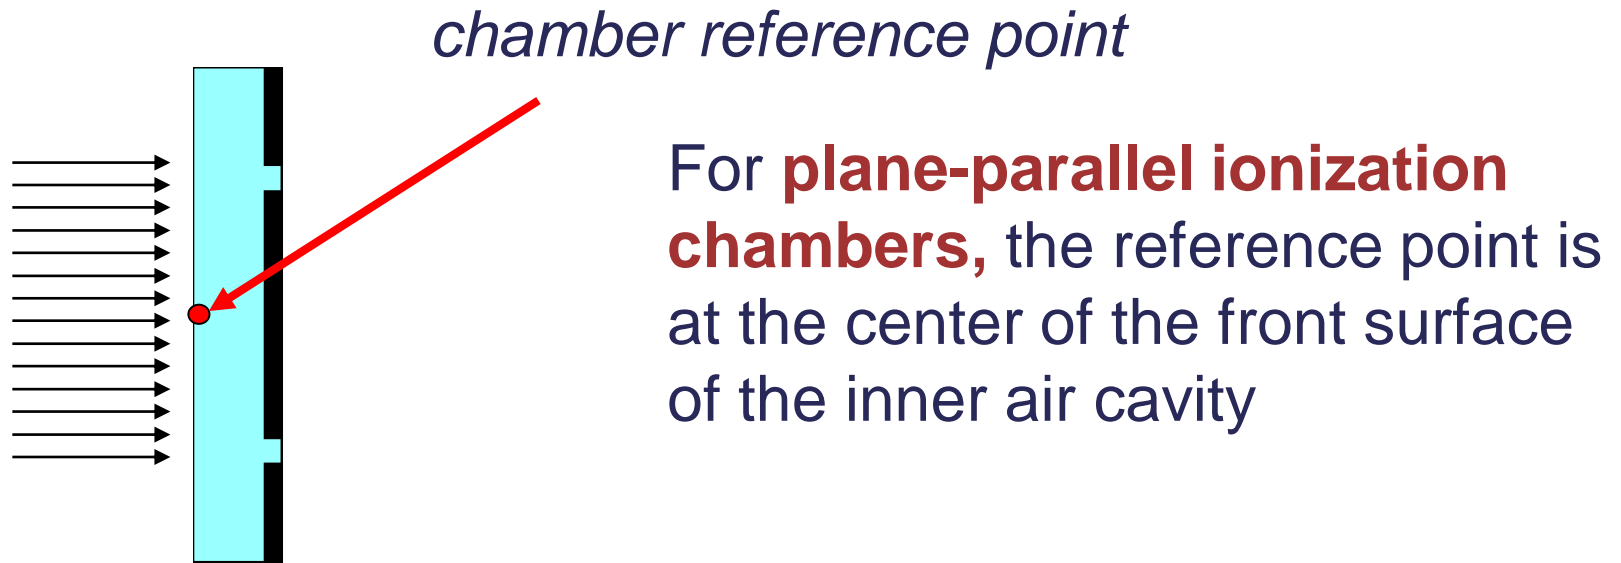 chamber reference point
For plane-parallel ionization
chambers, the reference point is
at the center of the front surface
of the inner air cavity